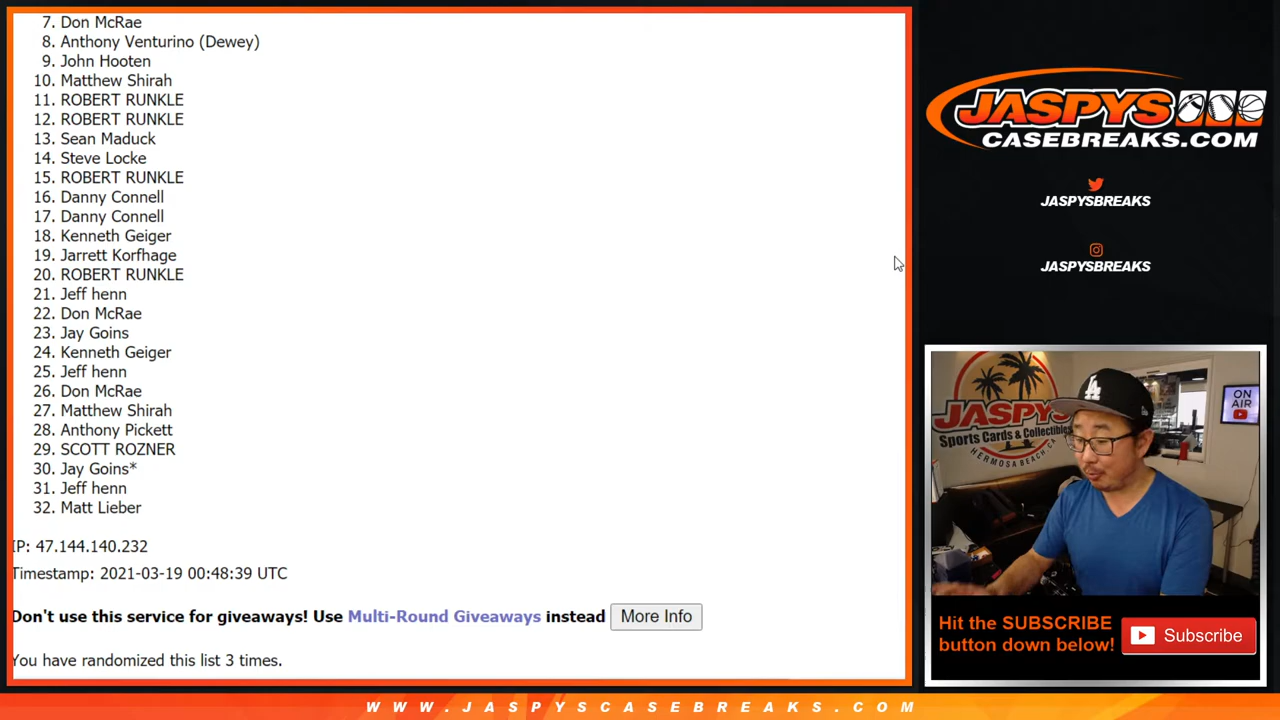 7. Don McRae
8. Anthony Venturino (Dewey)
9. John Hooten
10. Matthew Shirah
11. ROBERT RUNKLE
12. ROBERT RUNKLE
13. Sean Maduck
14. Steve Locke
15. ROBERT RUNKLE
16. Danny Connell
17. Danny Connell
18. Kenneth Geiger
19. Jarrett Korfhage
20. ROBERT RUNKLE
21. Jeff henn
22. Don McRae
23. Jay Goins
24. Kenneth Geiger
25. Jeff henn
26. Don McRae
27. Matthew Shirah
28. Anthony Pickett
29. SCOTT ROZNER
30. Jay Goins*
31. Jeff henn
32. Matt Lieber
IP: 47.144.140.232
Timestamp: 2021-03-19 00:48:39 UTC
Don't use this service for giveaways! Use Multi-Round Giveaways instead More Info
You have randomized this list 3 times.
JASPYS
CASEBREAKS.COM
JASPYSBREAKS
JASPYSBREAKS
JASPYS
Sports Cards & Collectibles
HERMOSA BEACH CA
ON
AIR
LA
Hit the SUBSCRIBE
button down below!
Subscribe
WWW.JASPYSCASEBREAKS.COM